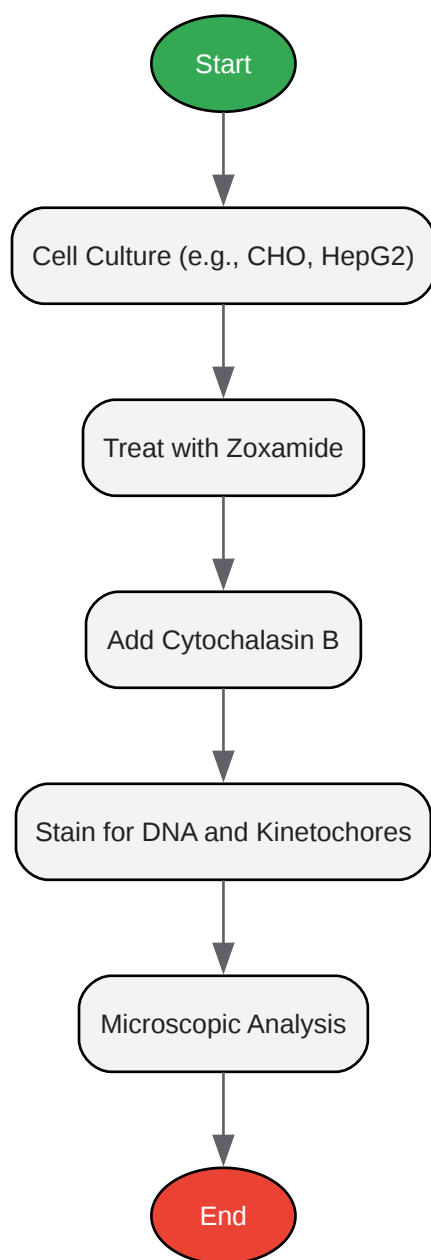 Start
Cell Culture (e.g., CHO, HepG2)
Treat with Zoxamide
Add Cytochalasin B
Stain for DNA and Kinetochores
Microscopic Analysis
End